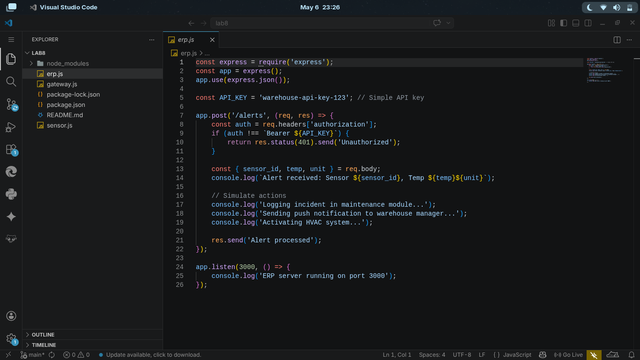 Visual Studio Code
May 6 23:26
lab8
EXPLORER
LAB8
node_modules
erp.js
gateway.js
package-lock.json
package.json
README.md
sensor.js
OUTLINE
TIMELINE
erp.js
erp.js > ...
1 const express = require('express');
2 const app = express();
3 app.use(express.json());
4
5 const API_KEY = 'warehouse-api-key-123'; // Simple API key
6
7 app.post('/alerts', (req, res) => {
8 const auth = req.headers['authorization'];
9 if (auth !== `Bearer ${API_KEY}`) {
10 return res.status(401).send('Unauthorized');
11 }
12
13 const { sensor_id, temp, unit } = req.body;
14 console.log(`Alert received: Sensor ${sensor_id}, Temp ${temp}${unit}`);
15
16 // Simulate actions
17 console.log('Logging incident in maintenance module...');
18 console.log('Sending push notification to warehouse manager...');
19 console.log('Activating HVAC system...');
20
21 res.send('Alert processed');
22 });
23
24 app.listen(3000, () => {
25 console.log('ERP server running on port 3000');
26 });
main*
0 0
Update available, click to download.
Ln 1, Col 1
Spaces: 4
UTF-8
LF
{} JavaScript
Go Live